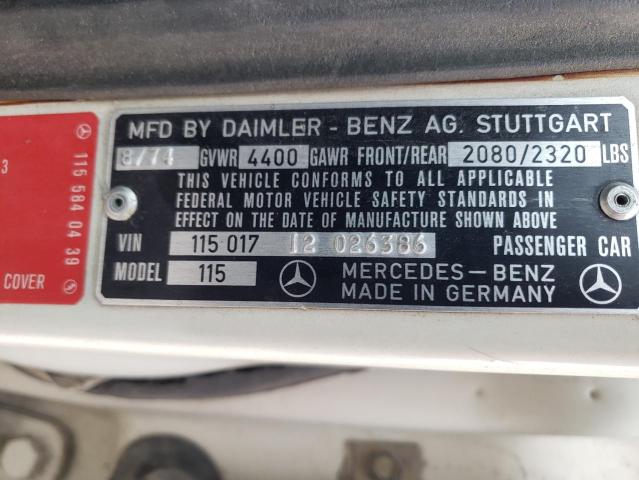 MFD BY DAIMLER - BENZ AG. STUTTGART
8/74 GVWR 4400 GAWR FRONT/REAR 2080/2320 LBS
THIS VEHICLE CONFORMS TO ALL APPLICABLE
FEDERAL MOTOR VEHICLE SAFETY STANDARDS IN
EFFECT ON THE DATE OF MANUFACTURE SHOWN ABOVE
VIN 115 017 12 026386 PASSENGER CAR
MODEL 115 MERCEDES-BENZ
MADE IN GERMANY
3
COVER
115 584 04 39